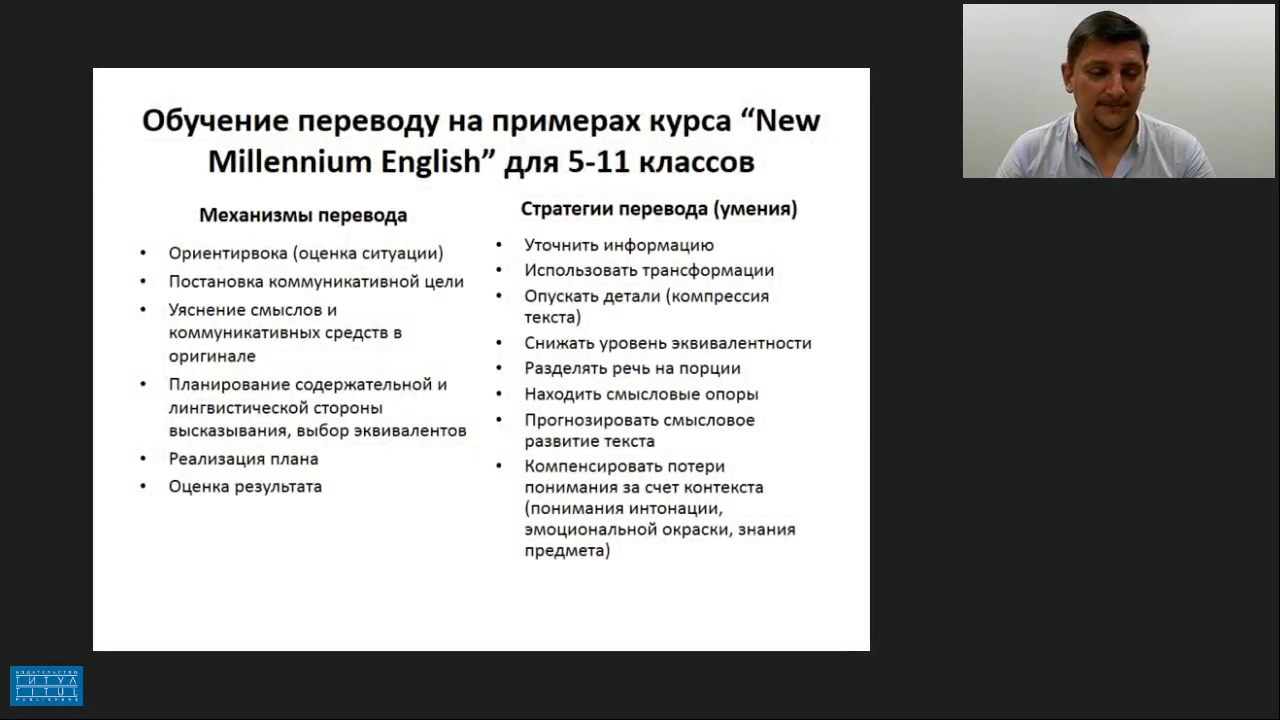 Обучение переводу на примерах курса “New
Millennium English” для 5-11 классов
Механизмы перевода
• Ориентирвока (оценка ситуации)
• Постановка коммуникативной цели
• Уяснение смыслов и
коммуникативных средств в
оригинале
• Планирование содержательной и
лингвистической стороны
высказывания, выбор эквивалентов
• Реализация плана
• Оценка результата
Стратегии перевода (умения)
• Уточнить информацию
• Использовать трансформации
• Опускать детали (компрессия
текста)
• Снижать уровень эквивалентности
• Разделять речь на порции
• Находить смысловые опоры
• Прогнозировать смысловое
развитие текста
• Компенсировать потери
понимания за счет контекста
(понимания интонации,
эмоциональной окраски, знания
предмета)
ИЗДАТЕЛЬСТВО
ТИТУЛ
TITUL
PUBLISHERS